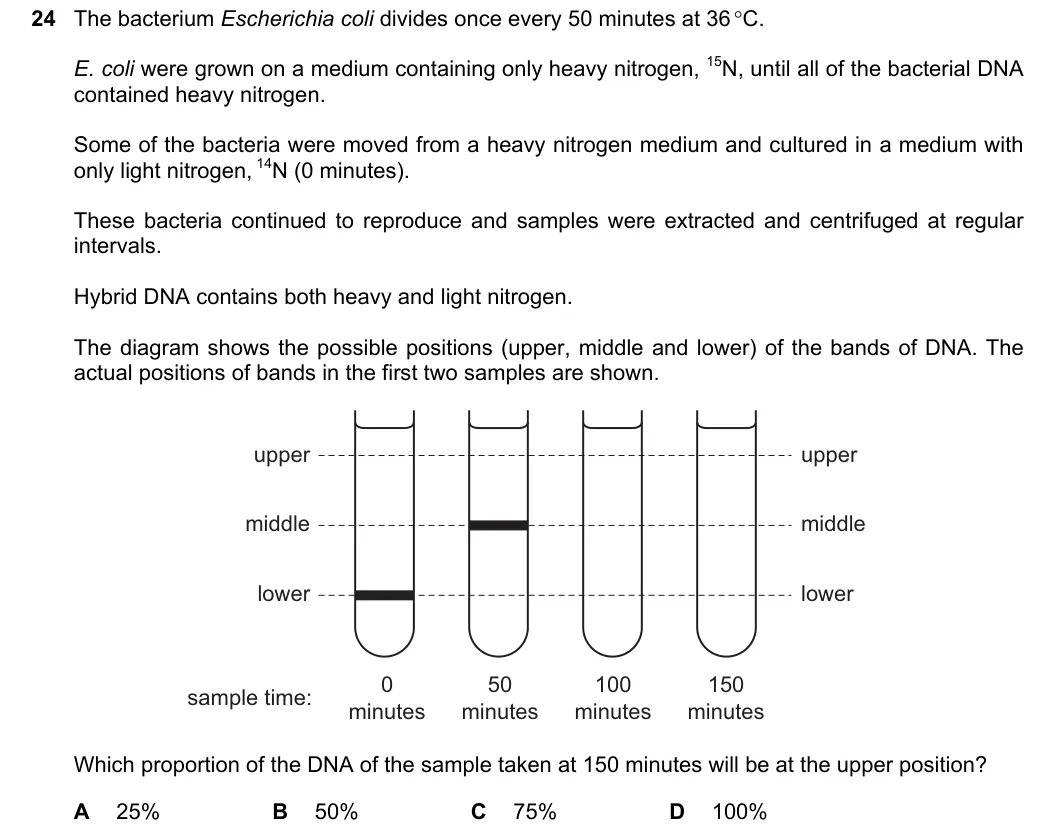 24 The bacterium Escherichia coli divides once every 50 minutes at 36 °C.
E. coli were grown on a medium containing only heavy nitrogen, ¹⁵N, until all of the bacterial DNA
contained heavy nitrogen.
Some of the bacteria were moved from a heavy nitrogen medium and cultured in a medium with
only light nitrogen, ¹⁴N (0 minutes).
These bacteria continued to reproduce and samples were extracted and centrifuged at regular
intervals.
Hybrid DNA contains both heavy and light nitrogen.
The diagram shows the possible positions (upper, middle and lower) of the bands of DNA. The
actual positions of bands in the first two samples are shown.
upper upper
middle middle
lower lower
sample time: 0 minutes 50 minutes 100 minutes 150 minutes
Which proportion of the DNA of the sample taken at 150 minutes will be at the upper position?
A 25% B 50% C 75% D 100%